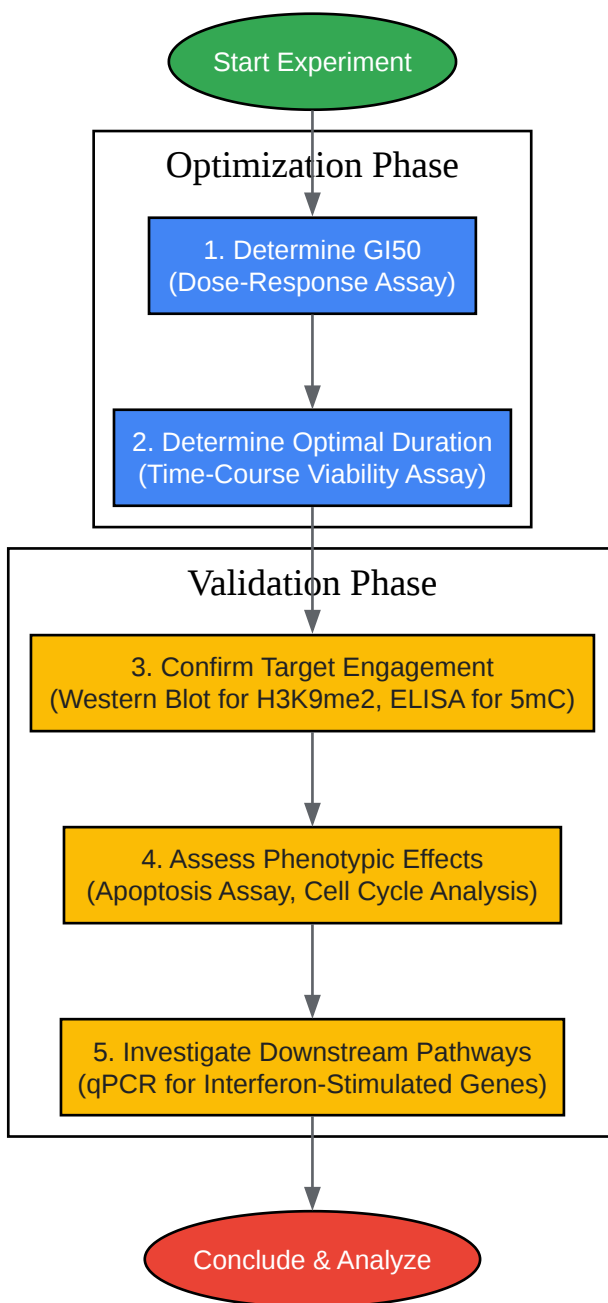 Start Experiment
Optimization Phase
1. Determine GI50
(Dose-Response Assay)
2. Determine Optimal Duration
(Time-Course Viability Assay)
Validation Phase
3. Confirm Target Engagement
(Western Blot for H3K9me2, ELISA for 5mC)
4. Assess Phenotypic Effects
(Apoptosis Assay, Cell Cycle Analysis)
5. Investigate Downstream Pathways
(qPCR for Interferon-Stimulated Genes)
Conclude & Analyze